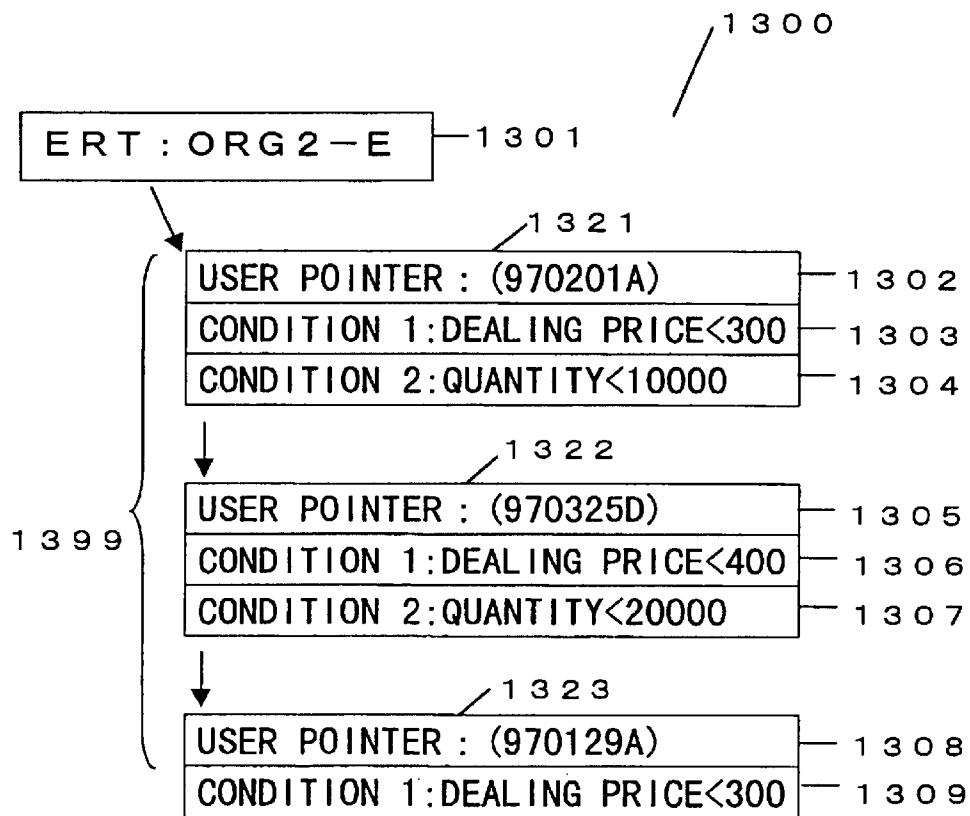 1300
ERT:ORG2-E
1301
1321
USER POINTER : (970201A)
1302
CONDITION 1:DEALING PRICE<300
1303
CONDITION 2:QUANTITY<10000
1304
1322
USER POINTER : (970325D)
1305
CONDITION 1:DEALING PRICE<400
1306
CONDITION 2:QUANTITY<20000
1307
1399
1323
USER POINTER : (970129A)
1308
CONDITION 1:DEALING PRICE<300
1309